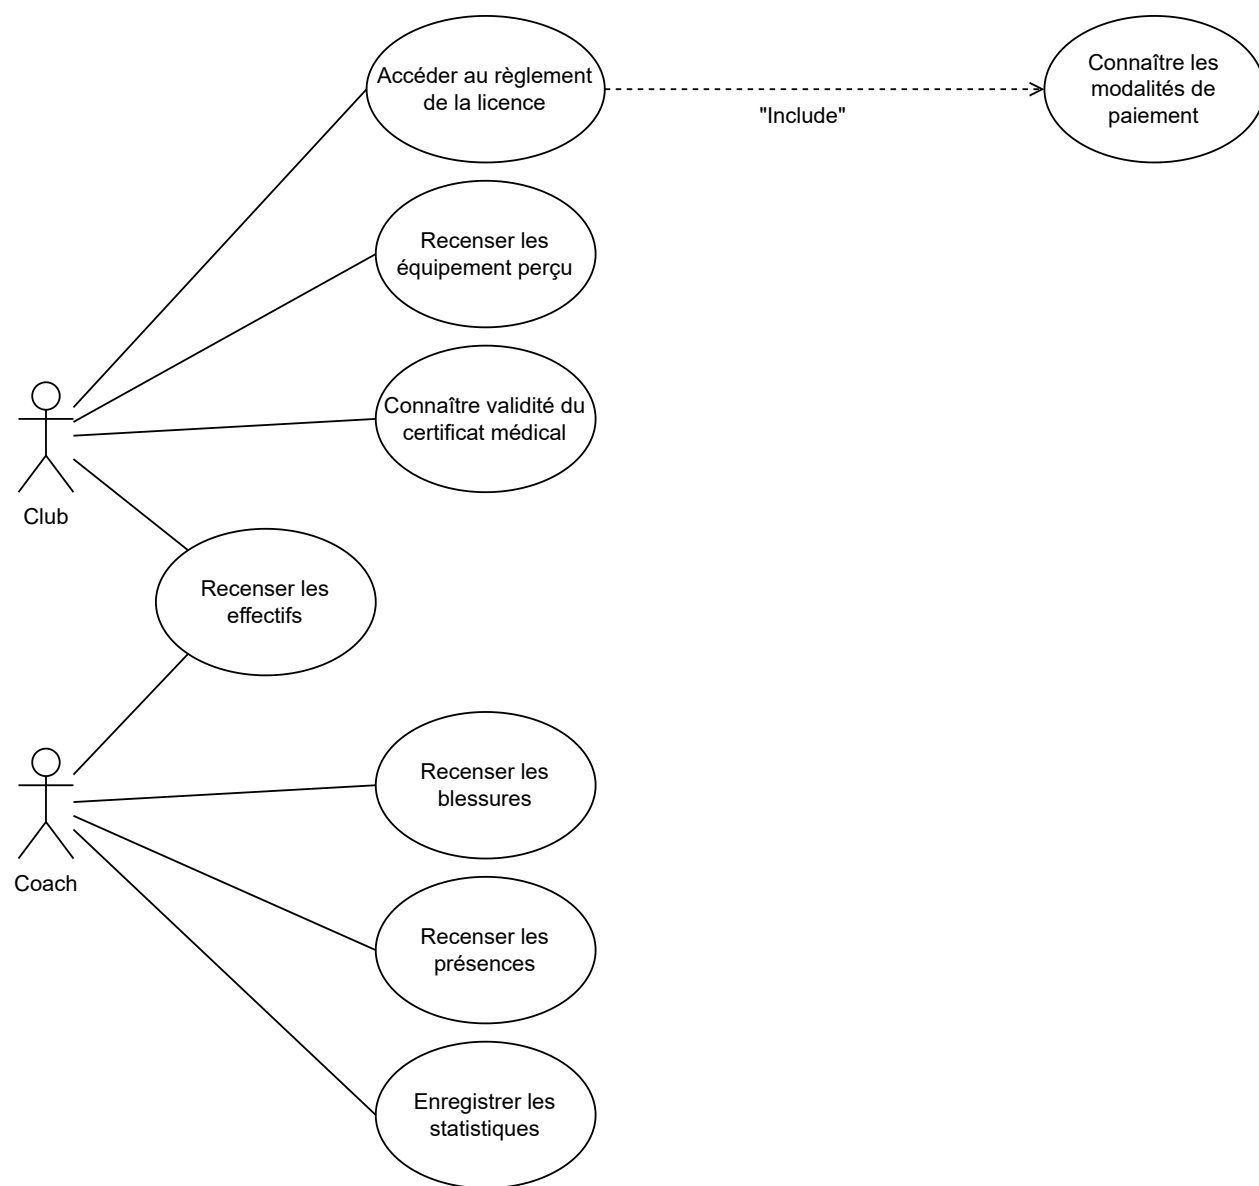 Accéder au règlement
de la licence
"Include"
Connaître les
modalités de
paiement
Recenser les
équipement perçu
Connaître validité du
certificat médical
Club
Recenser les
effectifs
Recenser les
blessures
Coach
Recenser les
présences
Enregistrer les
statistiques